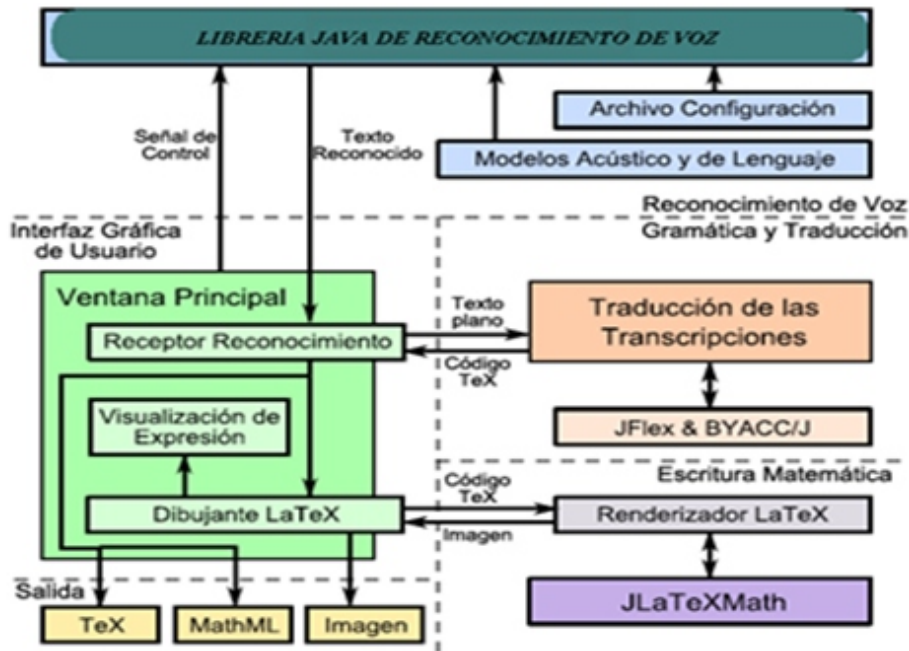 LIBRERIA JAVA DE RECONOCIMIENTO DE VOZ
Archivo Configuración
Señal de
Control
Texto
Reconocido
Modelos Acústico y de Lenguaje
Reconocimiento de Voz
Interfaz Gráfica
de Usuario
Gramática y Traducción
Ventana Principal
Receptor Reconocimiento
Texto
plano
Código
TeX
Traducción de las
Transcripciones
JFlex & BYACC/J
Visualización de
Expresión
Escritura Matemática
Dibujante LaTeX
Código
TeX
Imagen
Renderizador LaTeX
JLaTeXMath
Salida
TeX
MathML
Imagen